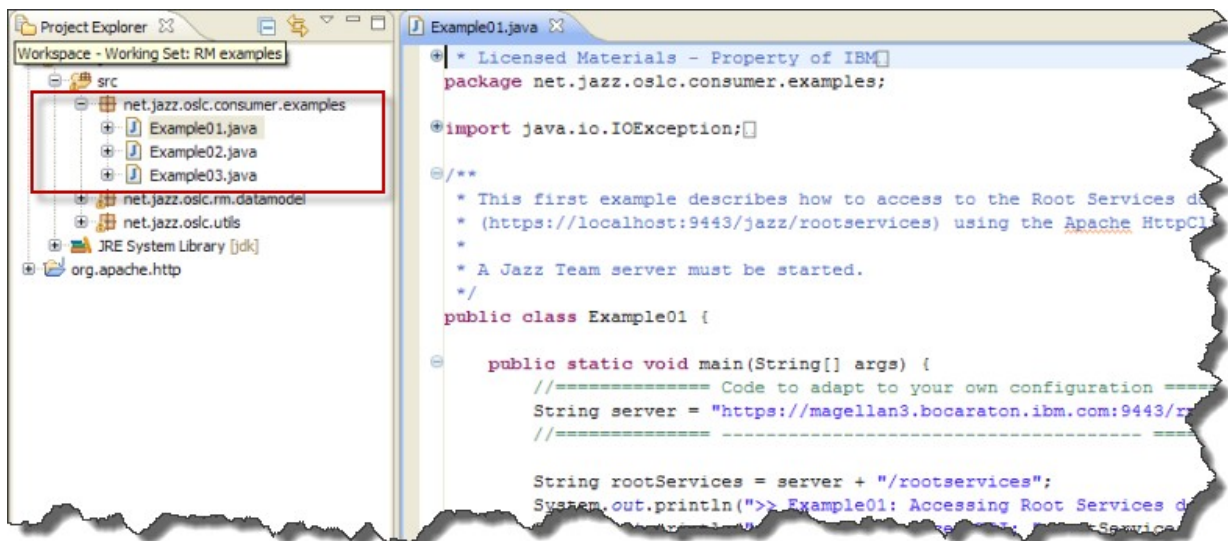 Project Explorer
Workspace - Working Set: RM examples
src
net.jazz.oslc.consumer.examples
Example01.java
Example02.java
Example03.java
net.jazz.oslc.rm.datamodel
net.jazz.oslc.utils
JRE System Library [jdk]
org.apache.http
Example01.java
* Licensed Materials - Property of IBM
package net.jazz.oslc.consumer.examples;
import java.io.IOException;
/**
* This first example describes how to access to the Root Services
* (https://localhost:9443/jazz/rootservices) using the Apache
*
* A Jazz Team server must be started.
*/
public class Example01 {
public static void main(String[] args) {
//============== Code to adapt to your own configuration =====
String server = "https://magellan3.bocaraton.ibm.com:9443/
//============== -------------------------------------- ====
String rootServices = server + "/rootservices";
System.out.println(">> Example01: Accessing Root Services